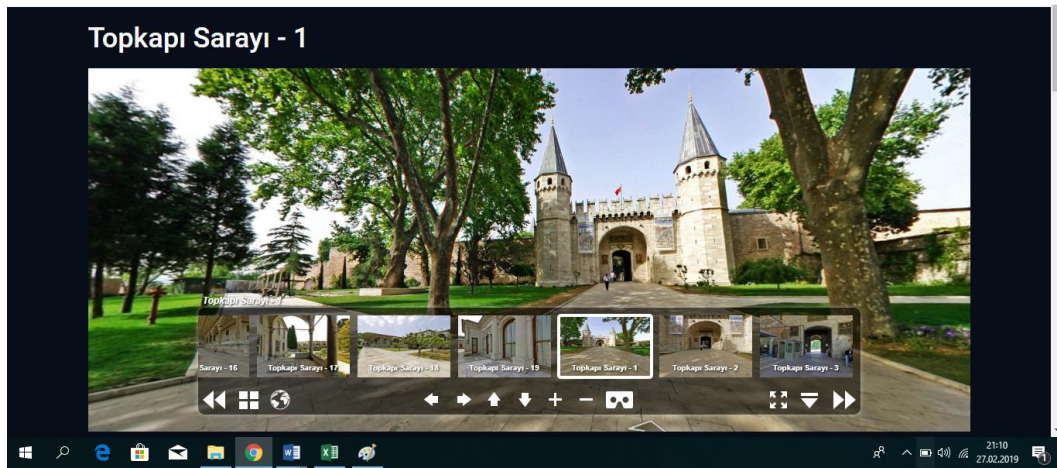 Topkapı Sarayı - 1
Topkapı Sarayı - 1
Sarayı - 16
Topkapı Sarayı - 17
Topkapı Sarayı - 18
Topkapı Sarayı - 19
Topkapı Sarayı - 1
Topkapı Sarayı - 2
Topkapı Sarayı - 3
21:10
27.02.2019